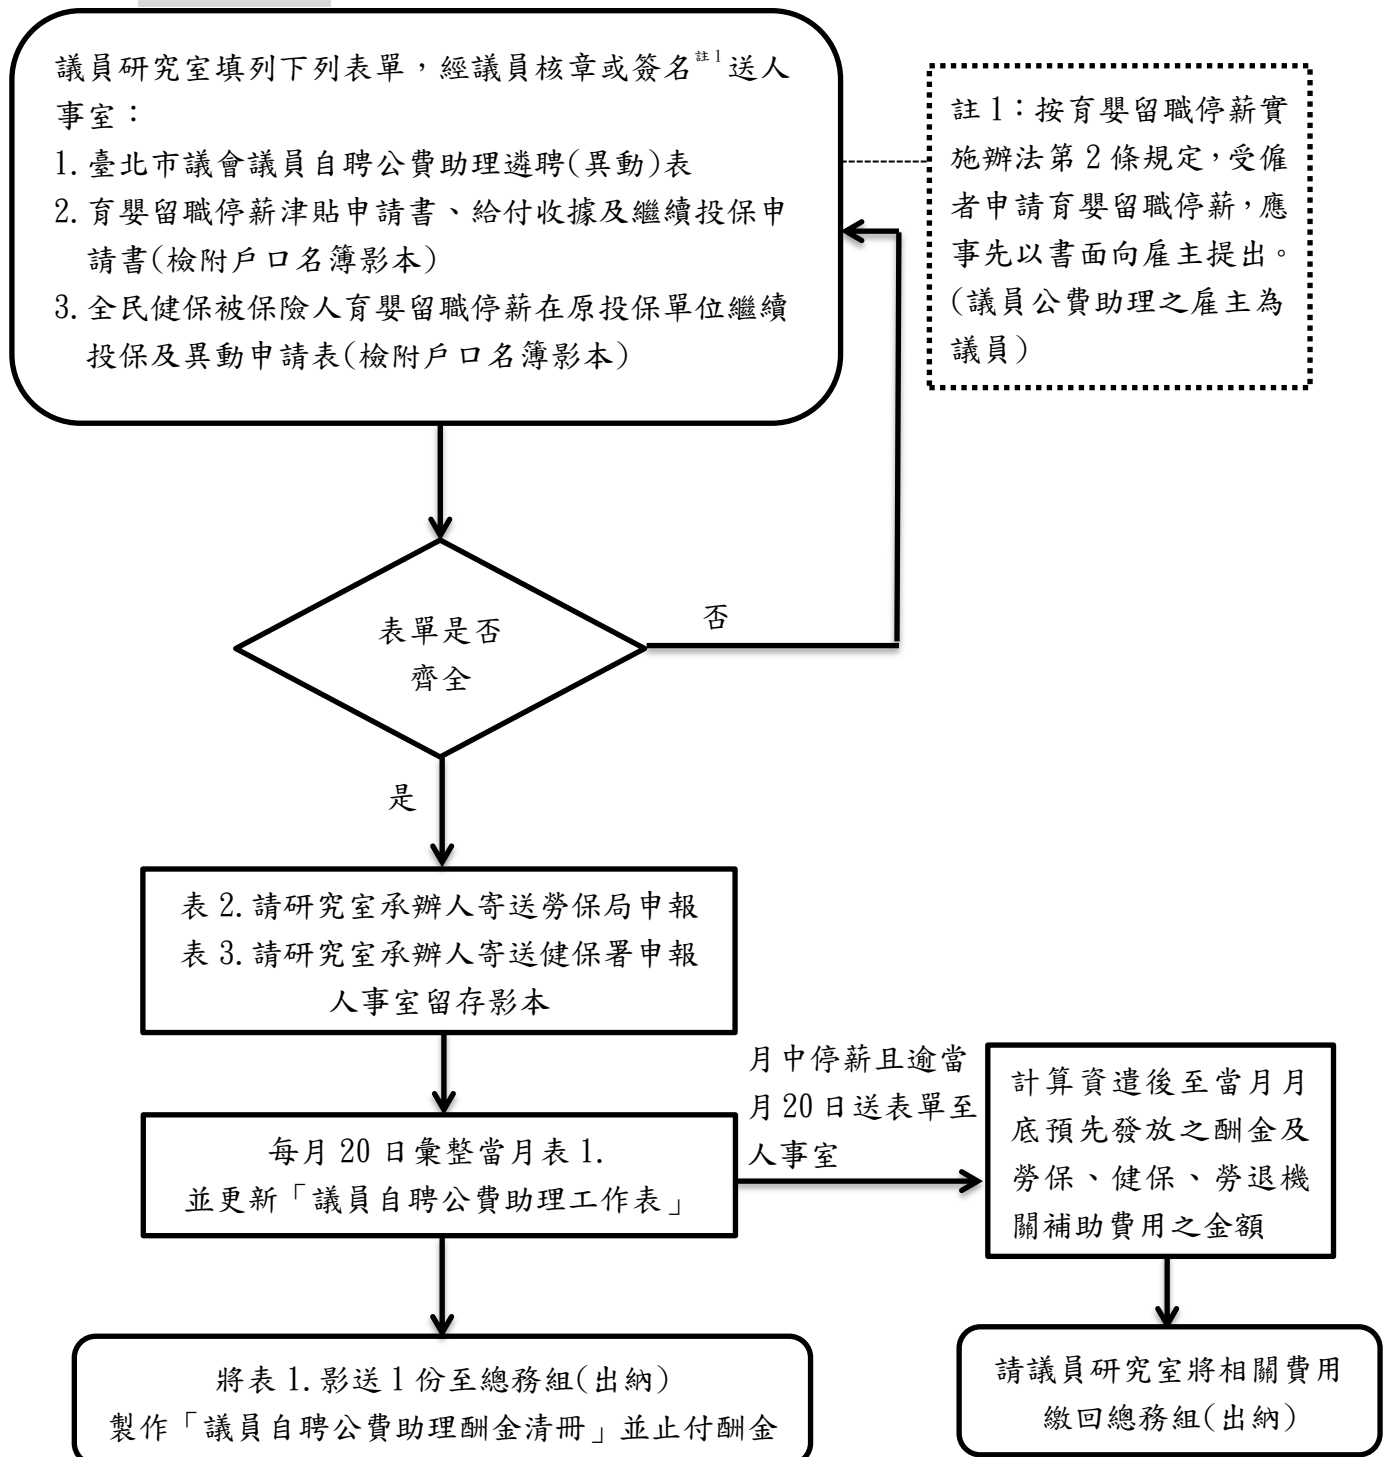 議員研究室填列下列表單，經議員核章或簽名註1送人
事室：
1.臺北市議會議員自聘公費助理遴聘(異動)表
2.育嬰留職停薪津貼申請書、給付收據及繼續投保申
請書(檢附戶口名簿影本)
3.全民健保被保險人育嬰留職停薪在原投保單位繼續
投保及異動申請表(檢附戶口名簿影本)
註1：按育嬰留職停薪實
施辦法第2條規定，受僱
者申請育嬰留職停薪，應
事先以書面向雇主提出。
(議員公費助理之雇主為
議員)
表單是否
齊全
否
是
表2.請研究室承辦人寄送勞保局申報
表3.請研究室承辦人寄送健保署申報
人事室留存影本
每月20日彙整當月表1.
並更新「議員自聘公費助理工作表」
月中停薪且逾當
月20日送表單至
人事室
計算資遣後至當月月
底預先發放之酬金及
勞保、健保、勞退機
關補助費用之金額
將表1.影送1份至總務組(出納)
製作「議員自聘公費助理酬金清冊」並止付酬金
請議員研究室將相關費用
繳回總務組(出納)